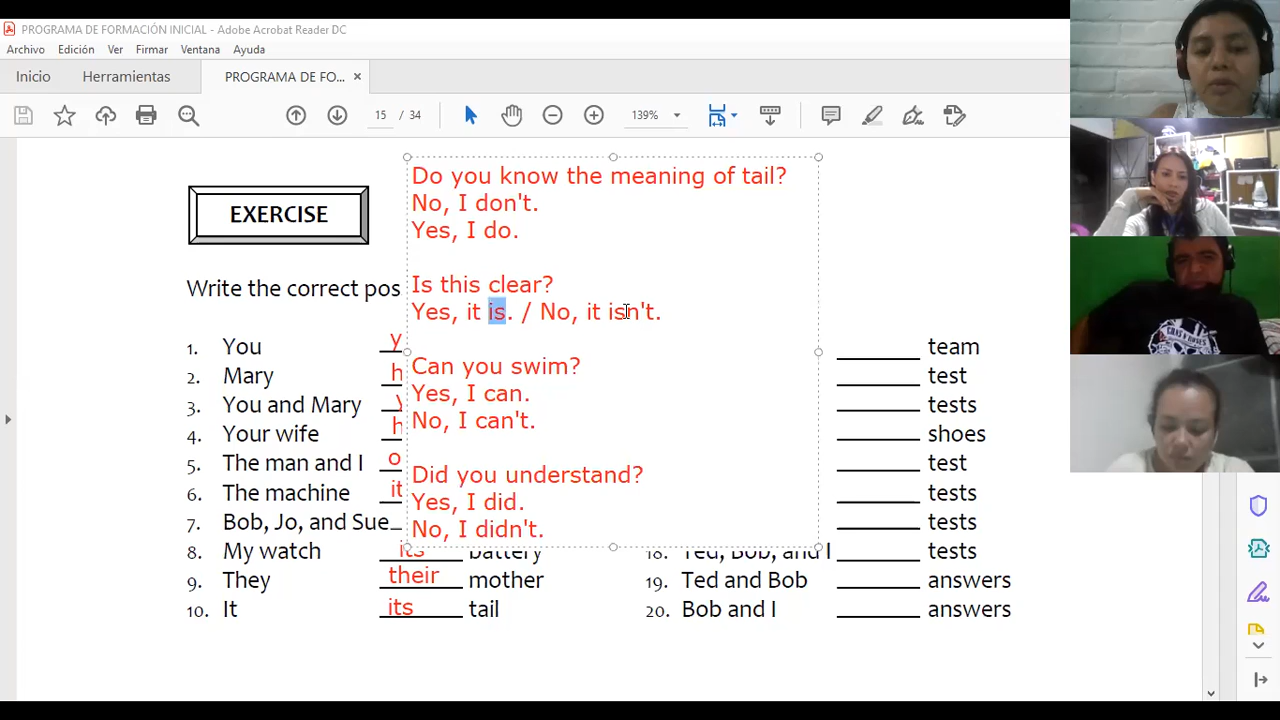 PROGRAMA DE FORMACIÓN INICIAL - Adobe Acrobat Reader DC
Archivo Edición Ver Firmar Ventana Ayuda
Inicio Herramientas PROGRAMA DE FO... ×
15 / 34 139%
EXERCISE
Do you know the meaning of tail?
No, I don't.
Yes, I do.
Is this clear?
Yes, it is. / No, it isn't.
Can you swim?
Yes, I can.
No, I can't.
Did you understand?
Yes, I did.
No, I didn't.
Write the correct pos
1. You y
2. Mary h
3. You and Mary y
4. Your wife h
5. The man and I o
6. The machine it
7. Bob, Jo, and Sue
8. My watch its battery
9. They their mother
10. It its tail
team
test
tests
shoes
test
tests
tests
18. Ted, Bob, and I tests
19. Ted and Bob answers
20. Bob and I answers